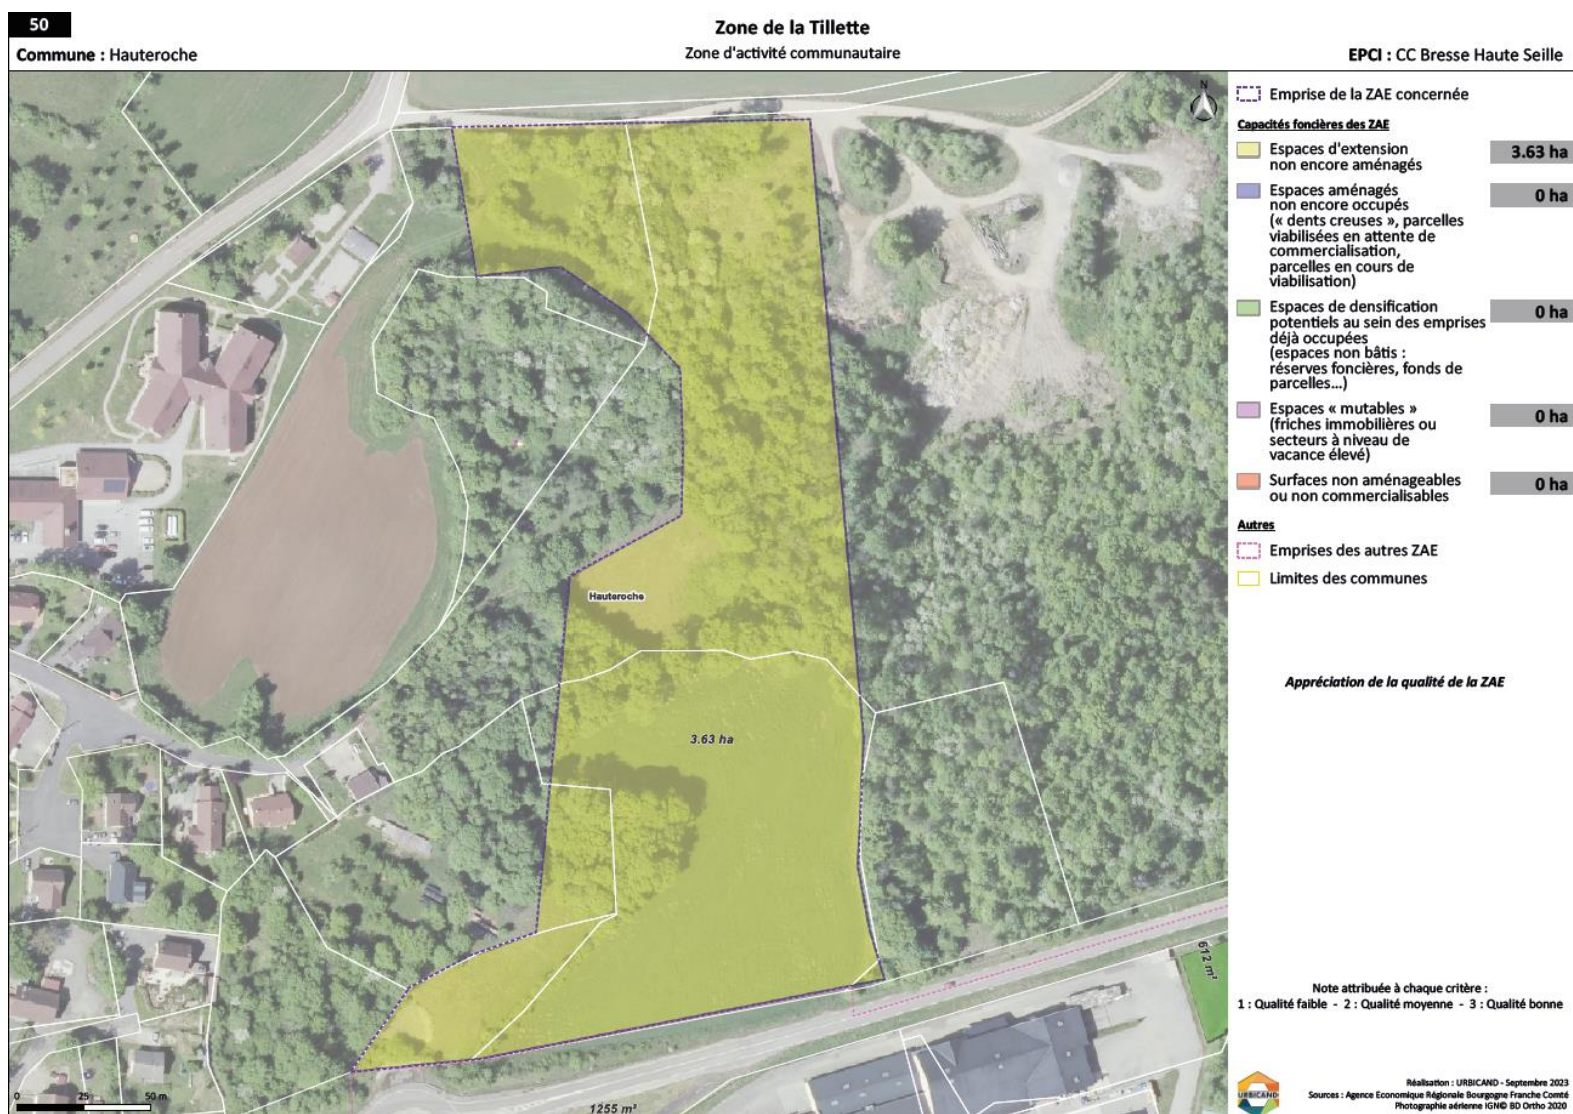 50
Zone de la Tillette
Commune : Hauteroche
Zone d'activité communautaire
EPCI : CC Bresse Haute Seille
N
Emprise de la ZAE concernée
Capacités foncières des ZAE
Espaces d'extension
non encore aménagés
3.63 ha
Espaces aménagés
non encore occupés
(« dents creuses », parcelles
viabilisées en attente de
commercialisation,
parcelles en cours de
viabilisation)
0 ha
Espaces de densification
potentiels au sein des emprises
déjà occupées
(espaces non bâtis :
réserves foncières, fonds de
parcelles...)
0 ha
Espaces « mutables »
(friches immobilières ou
secteurs à niveau de
vacance élevé)
0 ha
Surfaces non aménageables
ou non commercialisables
0 ha
Autres
Emprises des autres ZAE
Limites des communes
Hauteroche
3.63 ha
Appréciation de la qualité de la ZAE
612 m²
Note attribuée à chaque critère :
1 : Qualité faible - 2 : Qualité moyenne - 3 : Qualité bonne
0 25 50 m
1255 m²
URBICAND
Réalisation : URBICAND - Septembre 2023
Sources : Agence Economique Régionale Bourgogne Franche Comté
Photographie aérienne IGN© BD Ortho 2020